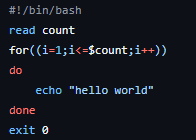 #!/bin/bash
read count
for((i=1;i<=$count;i++))
do
    echo "hello world"
done
exit 0